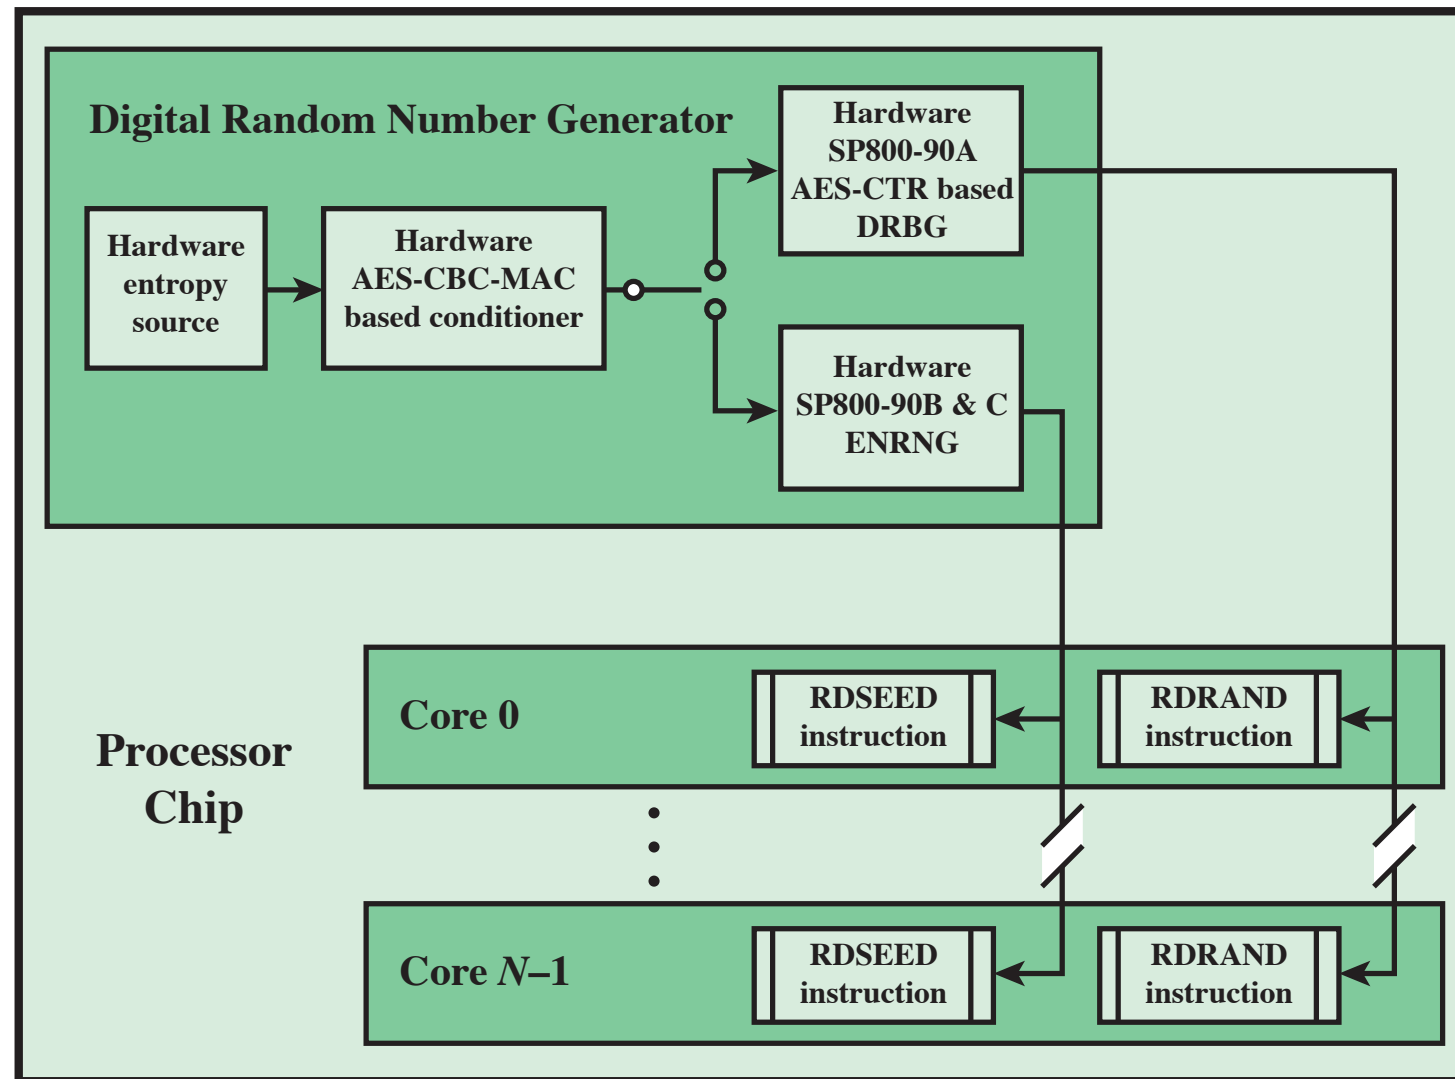 Digital Random Number Generator
Hardware
entropy
source
Hardware
AES-CBC-MAC
based conditioner
Hardware
SP800-90A
AES-CTR based
DRBG
Hardware
SP800-90B & C
ENRNG
Processor
Chip
Core 0
RDSEED
instruction
RDRAND
instruction
Core N–1
RDSEED
instruction
RDRAND
instruction